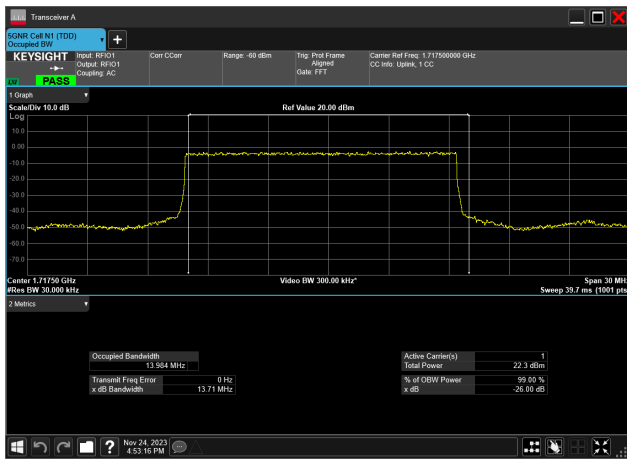 Transceiver A
5GNR Cell N1 (TDD)
Occupied BW
KEYSIGHT
Input: RFIO1
Output: RFIO1
Coupling: AC
Corr CCorr
Range: -60 dBm
Trig: Prot Frame
Aligned
Gate: FFT
Carrier Ref Freq: 1.717500000 GHz
CC Info: Uplink, 1 CC
PASS
1 Graph
Scale/Div 10.0 dB
Ref Value 20.00 dBm
Log
10.0
0.00
-10.0
-20.0
-30.0
-40.0
-50.0
-60.0
-70.0
Center 1.71750 GHz
Video BW 300.00 kHz*
Span 30 MHz
#Res BW 30.000 kHz
Sweep 39.7 ms (1001 pts
2 Metrics
Occupied Bandwidth
13.984 MHz
Active Carrier(s) 1
Total Power 22.3 dBm
Transmit Freq Error 0 Hz
x dB Bandwidth 13.71 MHz
% of OBW Power 99.00 %
x dB -26.00 dB
Nov 24, 2023
4:53:16 PM